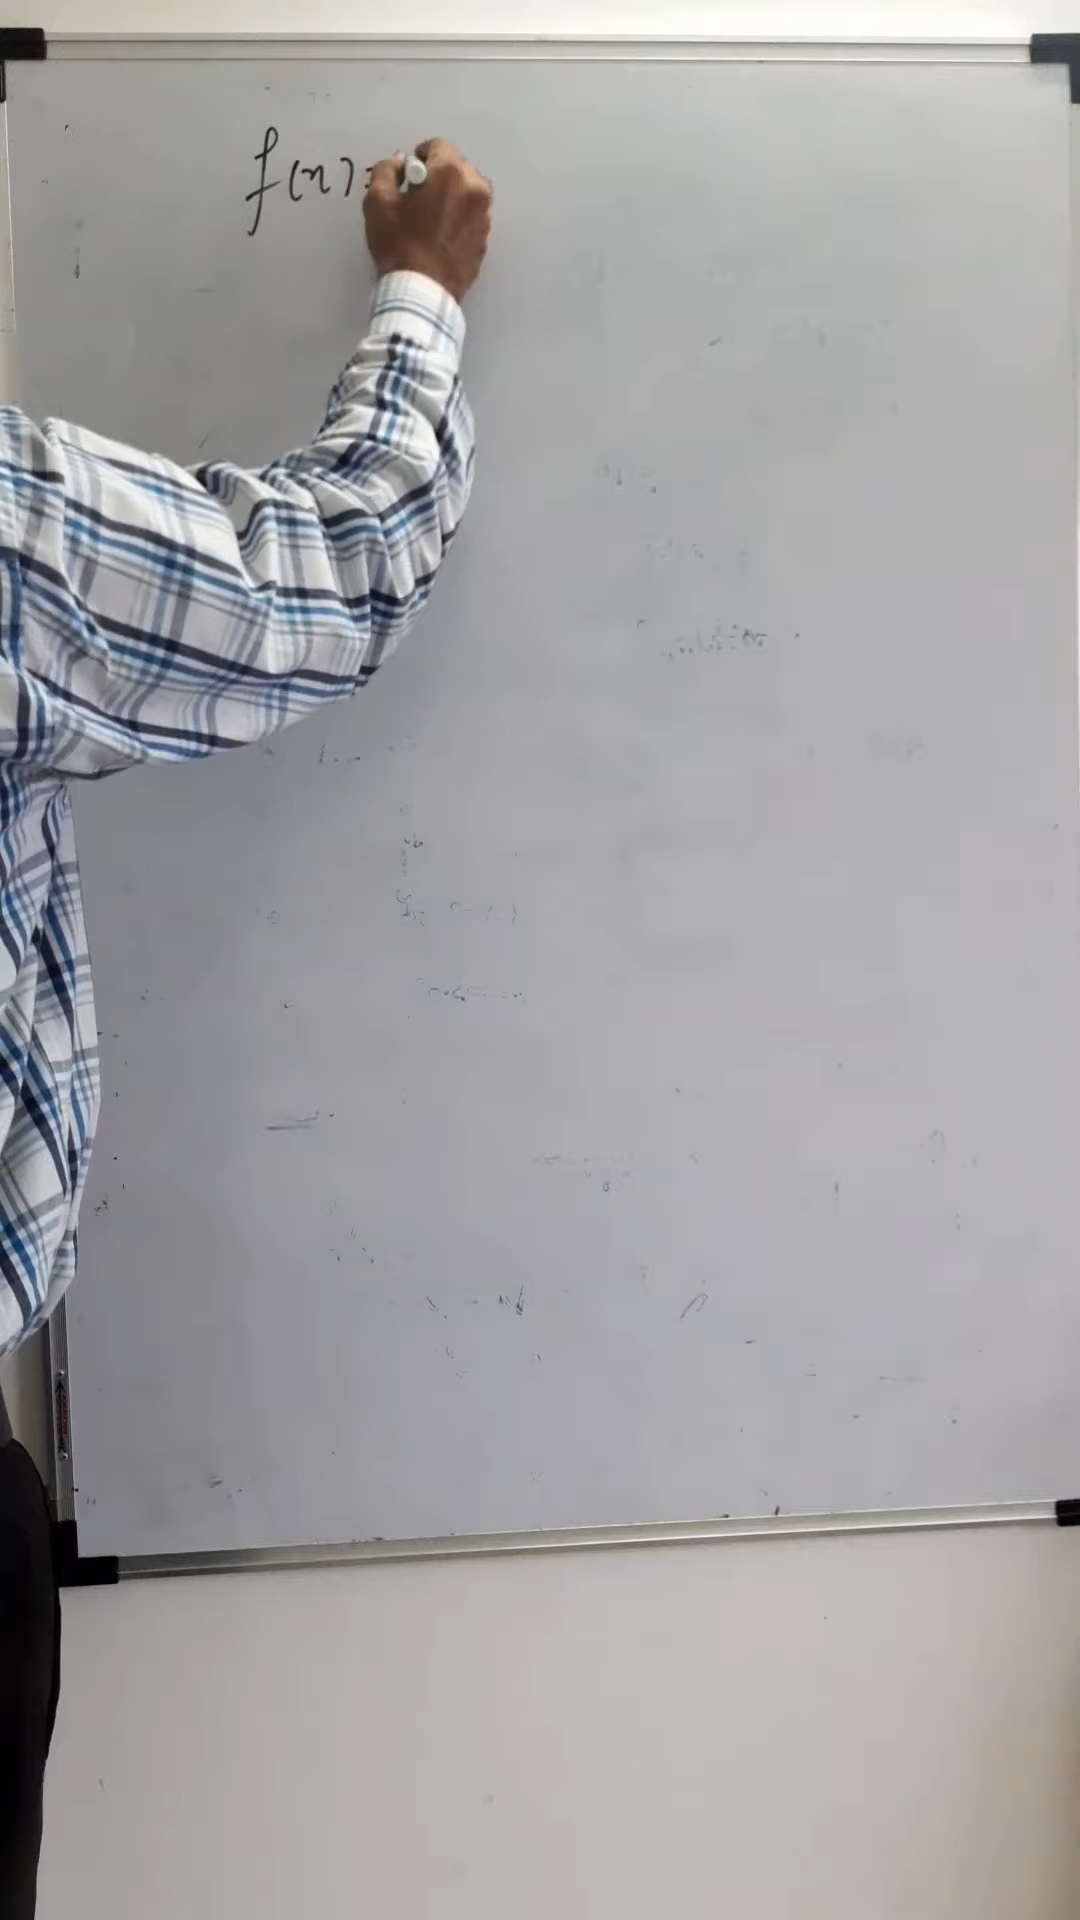 f(x) =